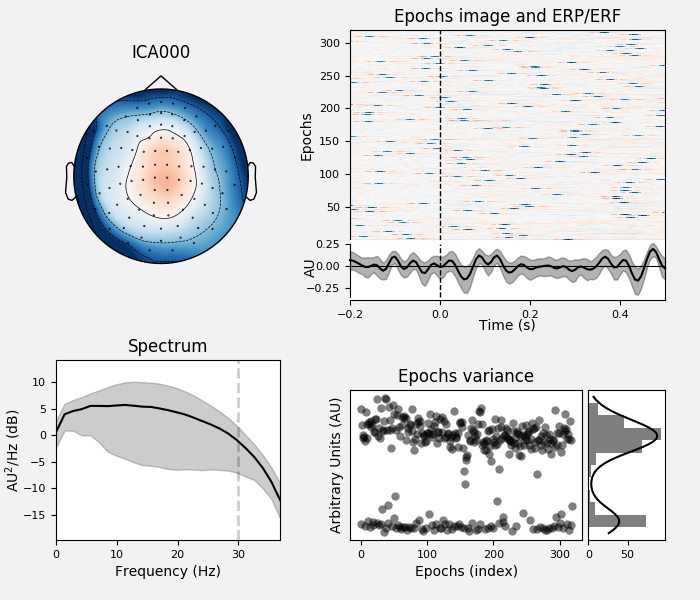 ICA000
Epochs image and ERP/ERF
Epochs
300
250
200
150
100
50
AU
0.25
0.00
−0.25
−0.2
0.0
0.2
0.4
Time (s)
Spectrum
AU²/Hz (dB)
10
5
0
−5
−10
−15
0
10
20
30
Frequency (Hz)
Epochs variance
Arbitrary Units (AU)
0
100
200
300
Epochs (index)
0
50